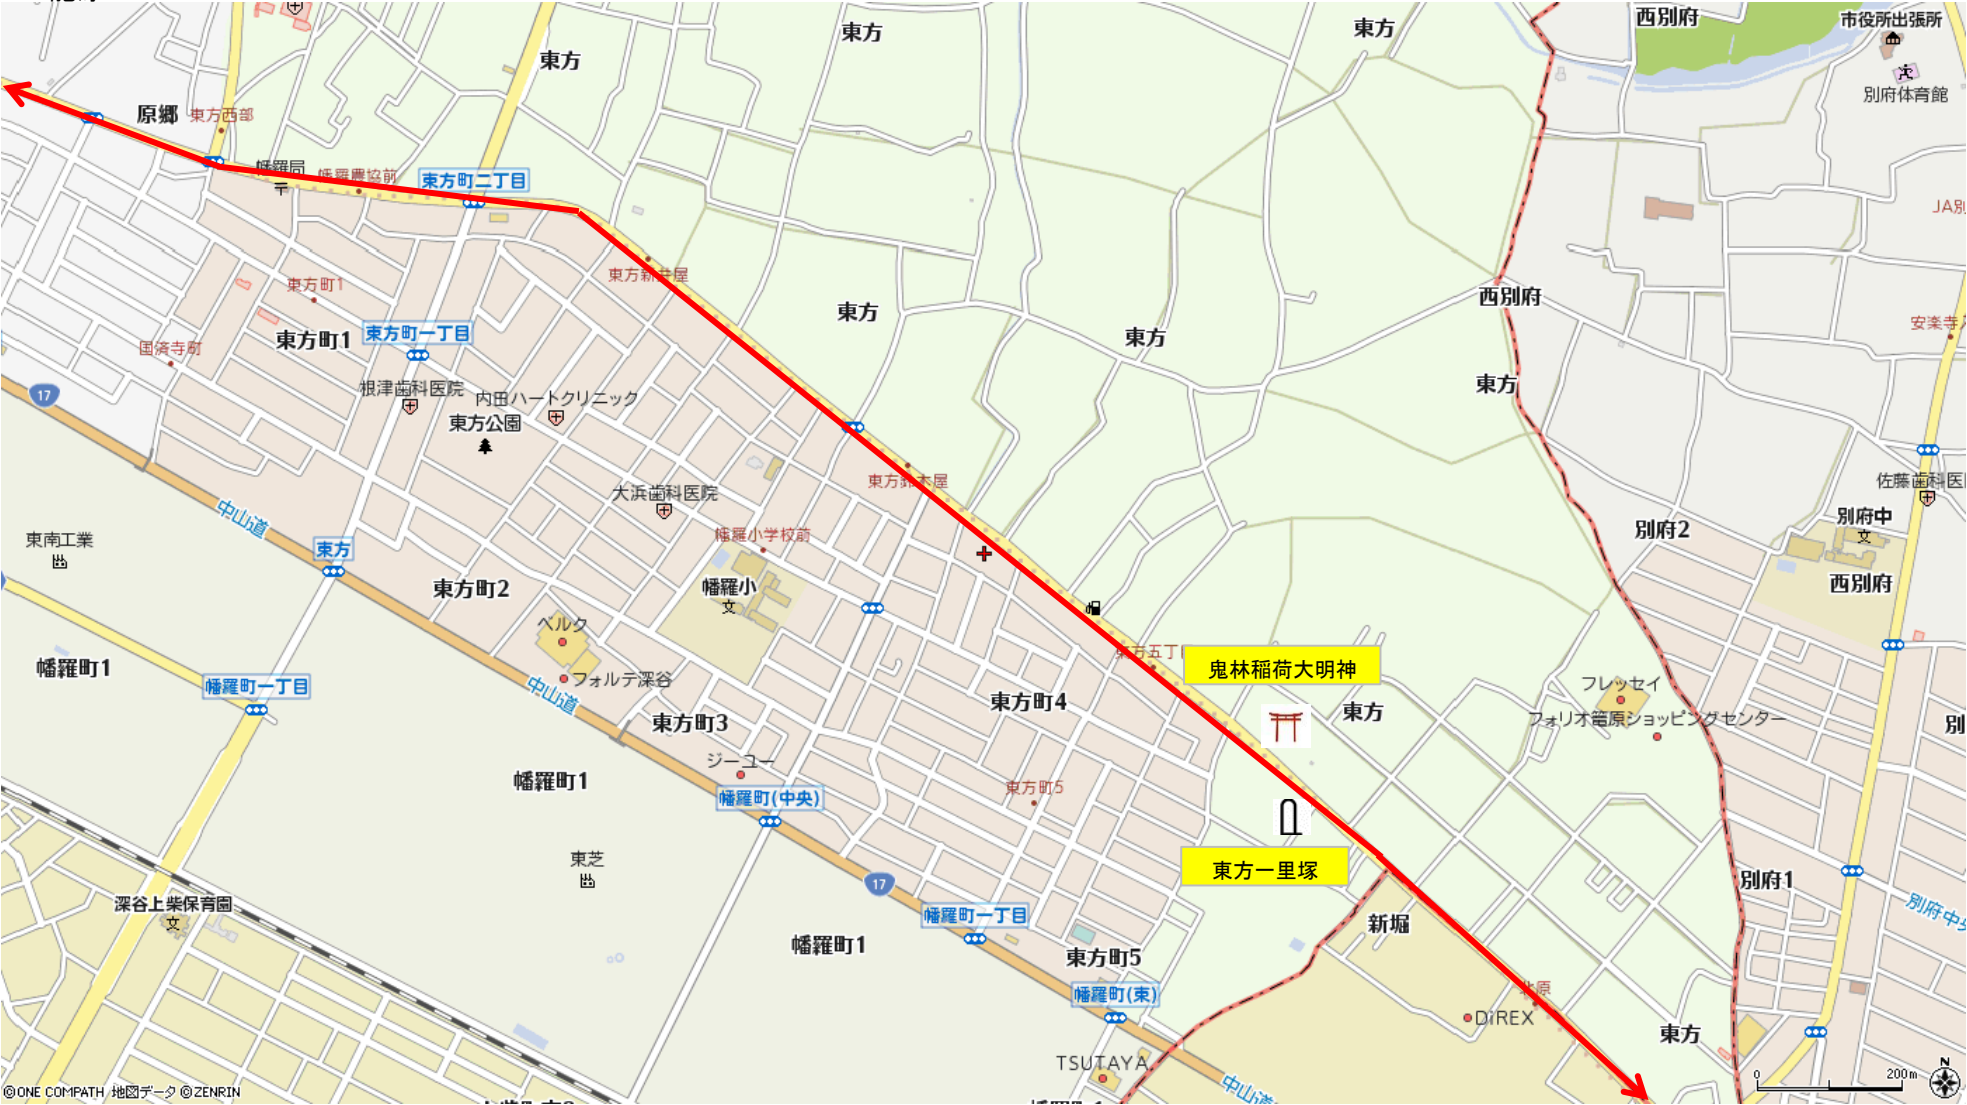 西別府
市役所出張所
東方
東方
東方
別府体育館
原郷
東方西部
幡羅局
幡羅農協前
東方町二丁目
JA別
東方新井屋
東方町1
西別府
東方
安楽寺
東方町1
東方町一丁目
東方
国済寺町
17
根津歯科医院
内田ハートクリニック
東方公園
東方
東方鈴木屋
佐藤歯科医
大浜歯科医院
中山道
別府中
別府2
幡羅小学校前
東南工業
東方
幡羅小
東方町2
西別府
ベルク
東方五丁目
鬼林稲荷大明神
幡羅町1
幡羅町一丁目
フォルテ深谷
中山道
フレッセイ
東方町4
東方
フォリオ籠原ショッピングセンター
東方町3
別
ジーユー
幡羅町1
東方町5
幡羅町(中央)
東芝
東方一里塚
17
別府1
深谷上柴保育園
幡羅町一丁目
別府中央
新堀
幡羅町1
東方町5
幡羅町(東)
北原
DiREX
東方
TSUTAYA
中山道
0
200m
N
©ONE COMPATH 地図データ ©ZENRIN